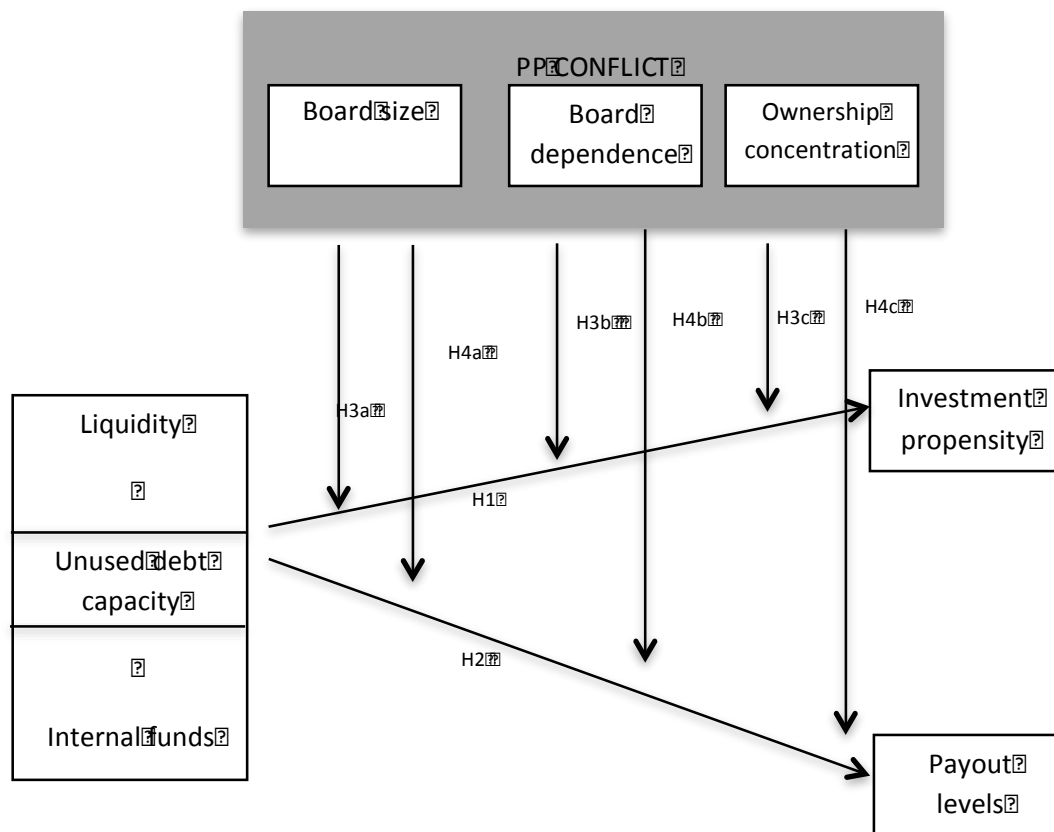 PP CONFLICT
Board size
Board
dependence
Ownership
concentration
H3a
H4a
H3b
H4b
H3c
H4c
Liquidity
Unused debt
capacity
Internal funds
H1
H2
Investment
propensity
Payout
levels